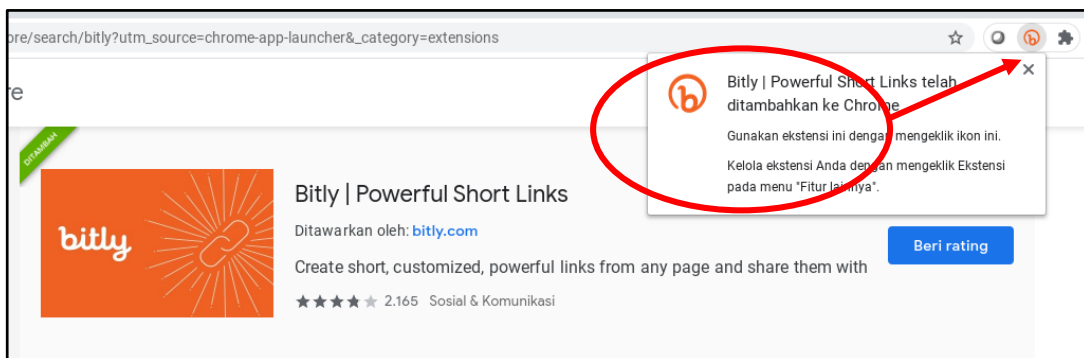 ore/search/bitly?utm_source=chrome-app-launcher&_category=extensions
re
Bitly | Powerful Short Links telah
ditambahkan ke Chrome
Gunakan ekstensi ini dengan mengeklik ikon ini.
Kelola ekstensi Anda dengan mengeklik Ekstensi
pada menu "Fitur lainnya".
DITAMBAH
bitly
Bitly | Powerful Short Links
Ditawarkan oleh: bitly.com
Beri rating
Create short, customized, powerful links from any page and share them with
2.165 Sosial & Komunikasi